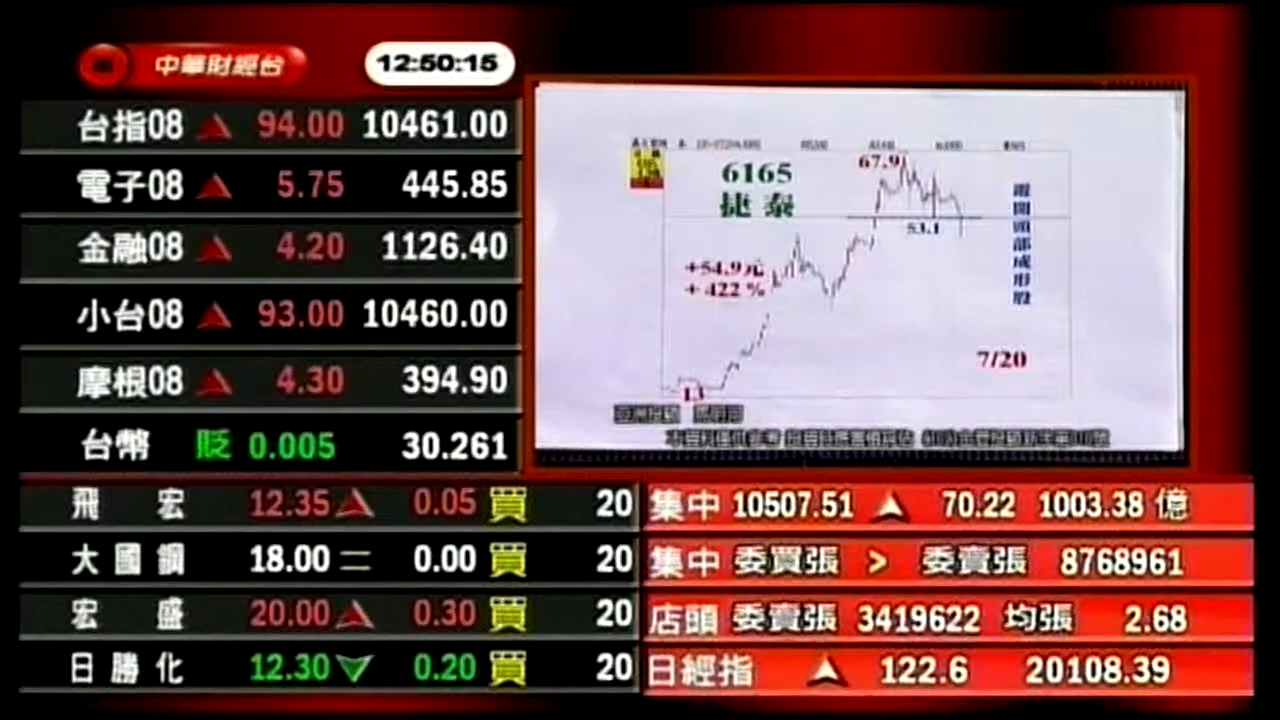 中華財經台 12:50:15
台指08 94.00 10461.00
電子08 5.75 445.85
金融08 4.20 1126.40
小台08 93.00 10460.00
摩根08 4.30 394.90
台幣 貶 0.005 30.261
6165
捷泰
67.9
53.1
+54.9元
+422%
13
7/20
飛宏 12.35 0.05 買 20
大國鋼 18.00 = 0.00 買 20
宏盛 20.00 0.30 買 20
日勝化 12.30 0.20 買 20
集中 10507.51 70.22 1003.38 億
集中 委買張 > 委賣張 8768961
店頭 委賣張 3419622 均張 2.68
日經指 122.6 20108.39